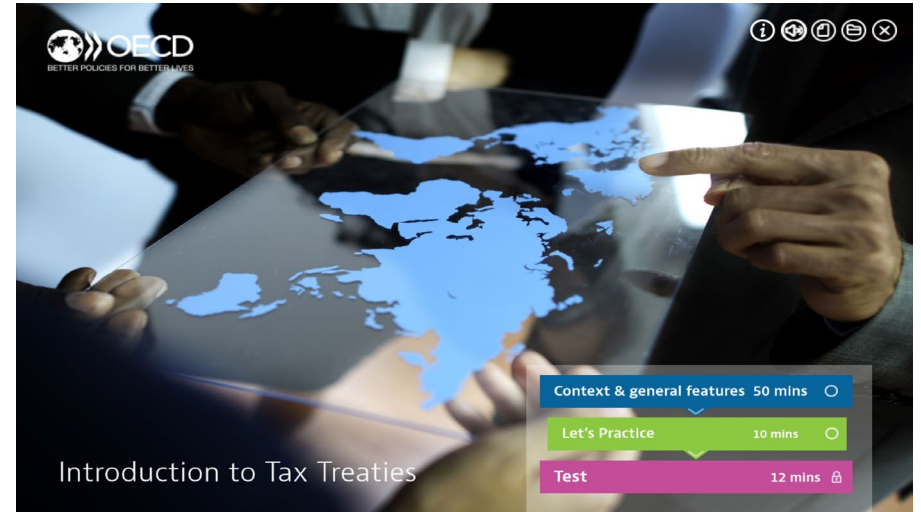 OECD
BETTER POLICIES FOR BETTER LIVES
Context & general features 50 mins
Let's Practice 10 mins
Test 12 mins
Introduction to Tax Treaties